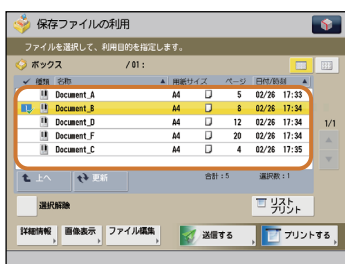 保存ファイルの利用
ファイルを選択して、利用目的を指定します。
ボックス /01:
✓ 種類 名称 ▲ 用紙サイズ ページ 日付/時刻 ▲
Document_A A4 5 02/26 17:33
1 Document_B A4 8 02/26 17:34
Document_D A4 12 02/26 17:34
Document_F A4 20 02/26 17:34
Document_C A4 4 02/26 17:35
1/1
上へ 更新 合計:5 選択数:1
選択解除 リスト
プリント
詳細情報 画像表示 ファイル編集 送信する プリントする